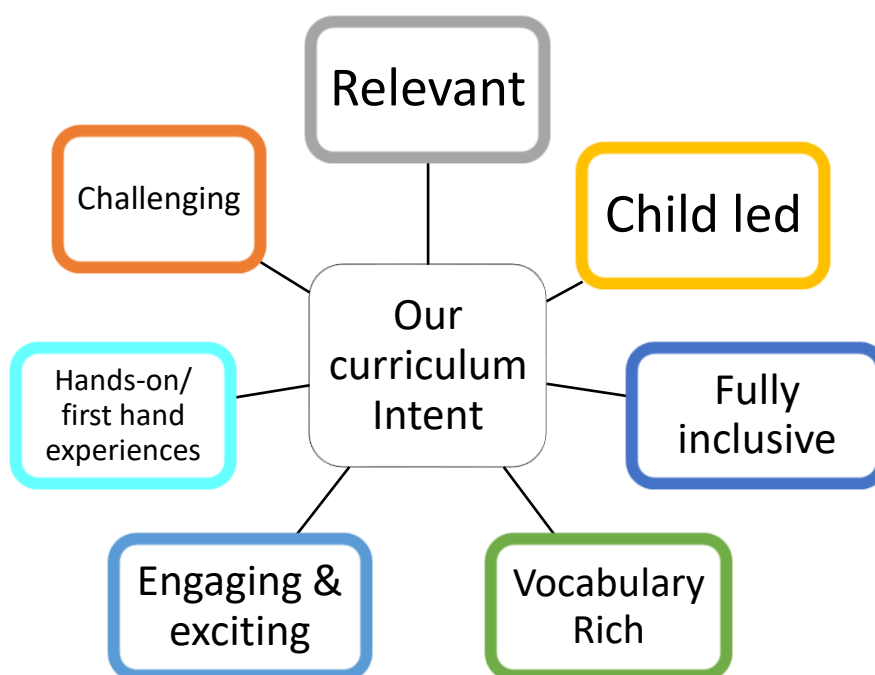 Relevant
Challenging
Child led
Our
curriculum
Intent
Hands-on/
first hand
experiences
Fully
inclusive
Engaging &
exciting
Vocabulary
Rich